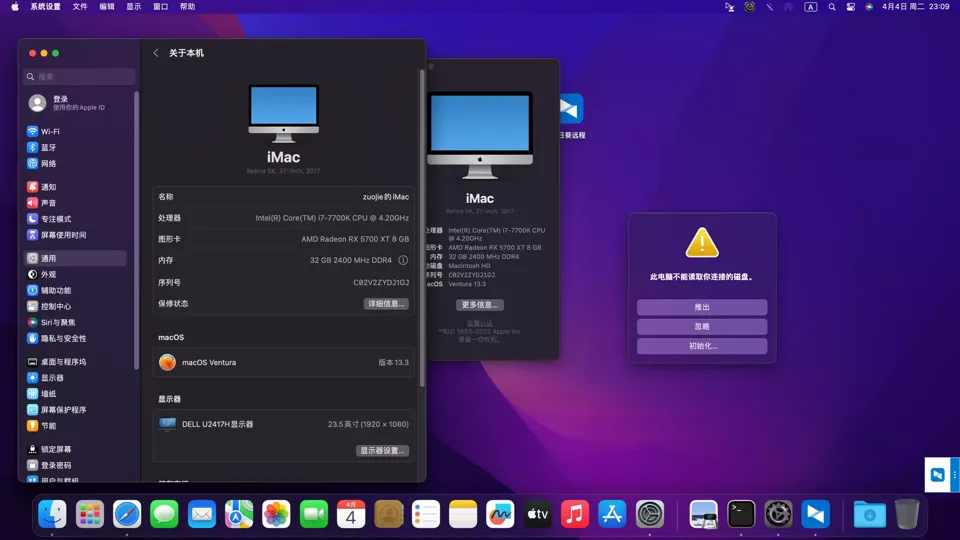 系统设置 文件 编辑 显示 窗口 帮助
A
4月4日 周二 23:09
关于本机
搜索
登录
使用你的Apple ID
Wi-Fi
蓝牙
网络
通知
声音
专注模式
屏幕使用时间
通用
外观
辅助功能
控制中心
Siri与聚焦
隐私与安全性
桌面与程序坞
显示器
墙纸
屏幕保护程序
节能
锁定屏幕
登录密码
用户与群组
iMac
Retina 5K, 27-inch, 2017
名称 zuojie的iMac
处理器 Intel(R) Core(TM) i7-7700K CPU @ 4.20GHz
图形卡 AMD Radeon RX 5700 XT 8 GB
内存 32 GB 2400 MHz DDR4
序列号 C02V2ZYDJ1GJ
保修状态 详细信息...
macOS
macOS Ventura 版本13.3
显示器
DELL U2417H显示器 23.5英寸 (1920 × 1080)
显示器设置...
iMac
Retina 5K, 27-inch, 2017
处理器 Intel(R) Core(TM) i7-7700K CPU
@ 4.20GHz
图形卡 AMD Radeon RX 5700 XT 8 GB
内存 32 GB 2400 MHz DDR4
动磁盘 Macintosh HD
序列号 C02V2ZYDJ1GJ
macOS Ventura 13.3
更多信息...
监管认证
™和© 1983-2023 Apple Inc.
保留一切权利。
日葵远程
此电脑不能读取你连接的磁盘。
推出
忽略
初始化...
4月
4
tv